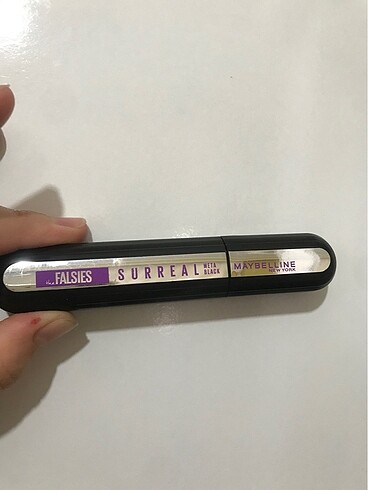 the FALSIES SURREAL META BLACK MAYBELLINE NEW YORK